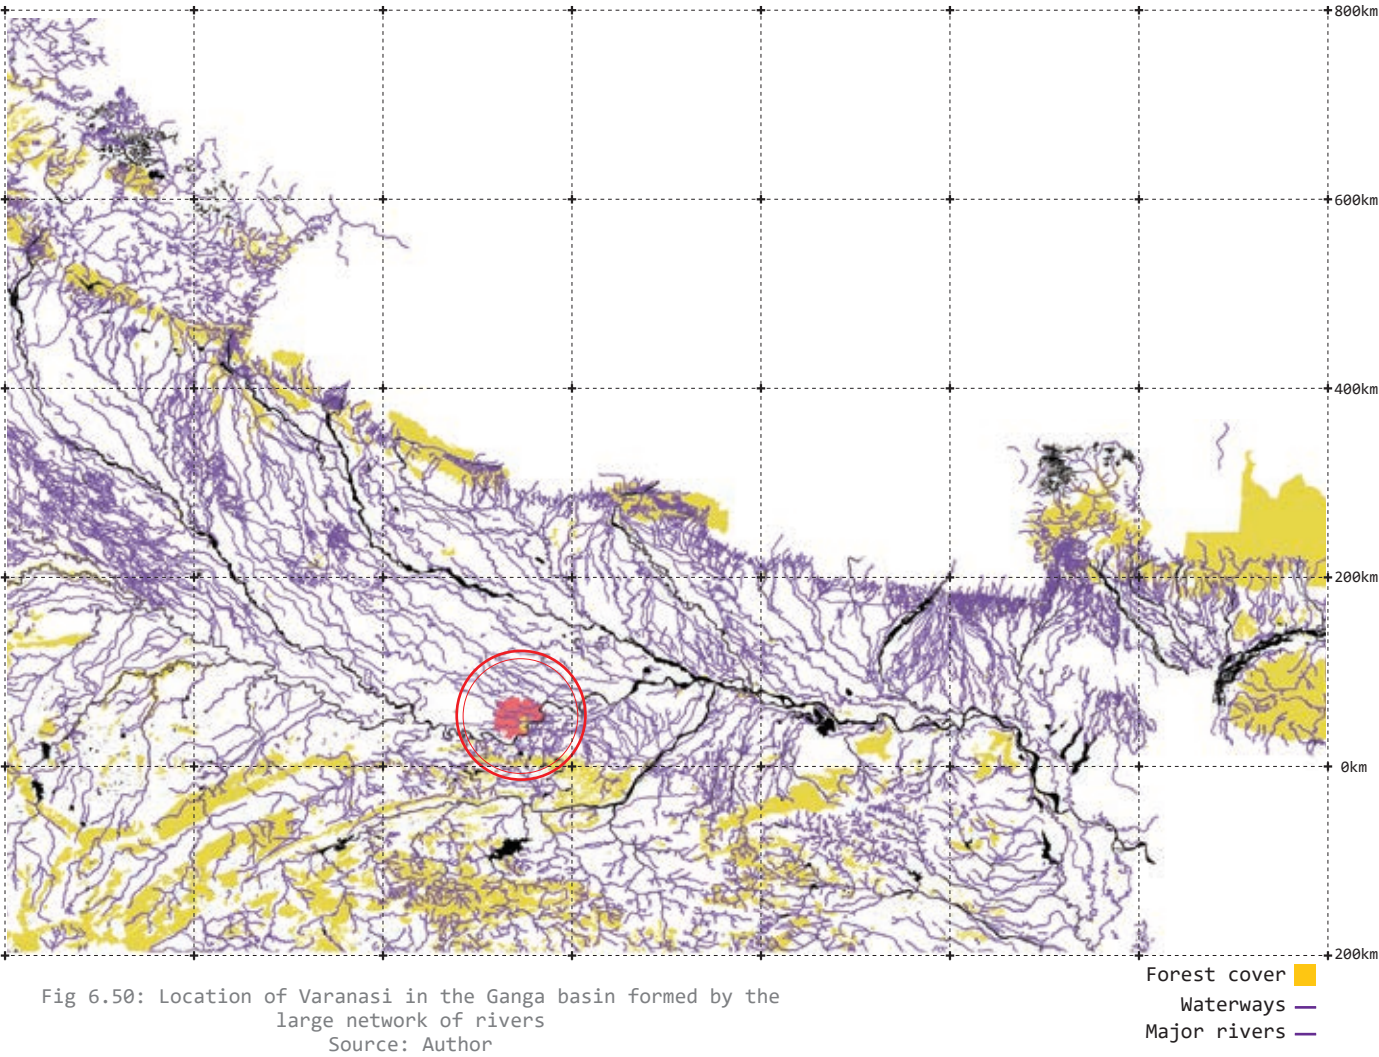 800km
600km
400km
200km
0km
200km
Forest cover
Waterways
Major rivers
Fig 6.50: Location of Varanasi in the Ganga basin formed by the
large network of rivers
Source: Author